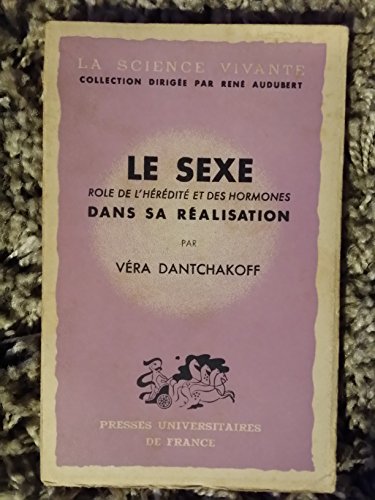 LA SCIENCE VIVANTE
COLLECTION DIRIGÉE PAR RENÉ AUDUBERT
LE SEXE
ROLE DE L'HÉRÉDITÉ ET DES HORMONES
DANS SA RÉALISATION
PAR
VÉRA DANTCHAKOFF
PRESSES UNIVERSITAIRES
DE FRANCE